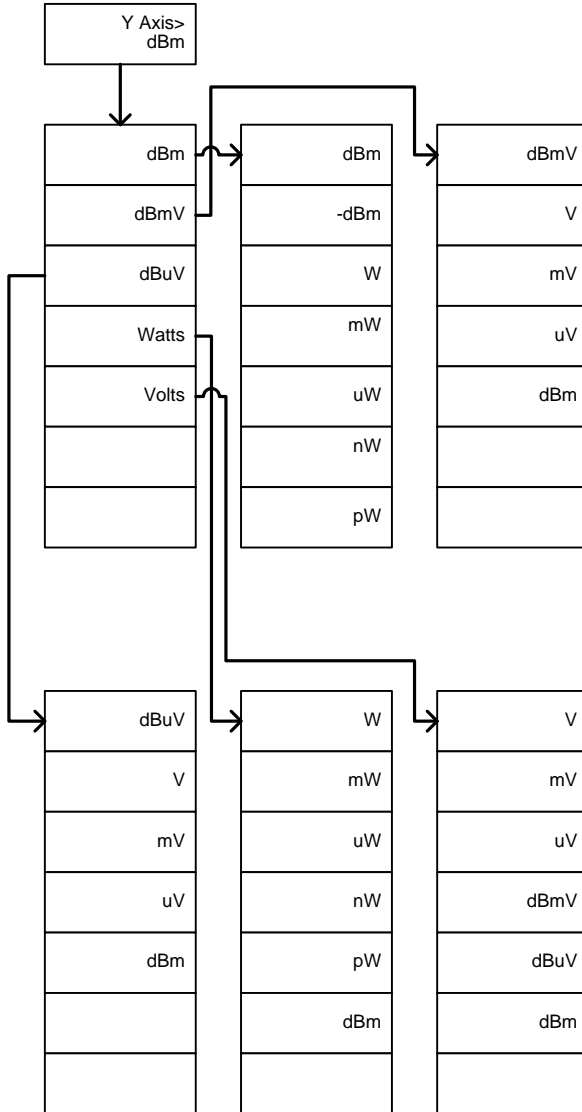 Y Axis>
dBm
dBm
dBmV
dBuV
Watts
Volts
dBm
-dBm
W
mW
uW
nW
pW
dBmV
V
mV
uV
dBm
dBuV
V
mV
uV
dBm
W
mW
uW
nW
pW
dBm
V
mV
uV
dBmV
dBuV
dBm